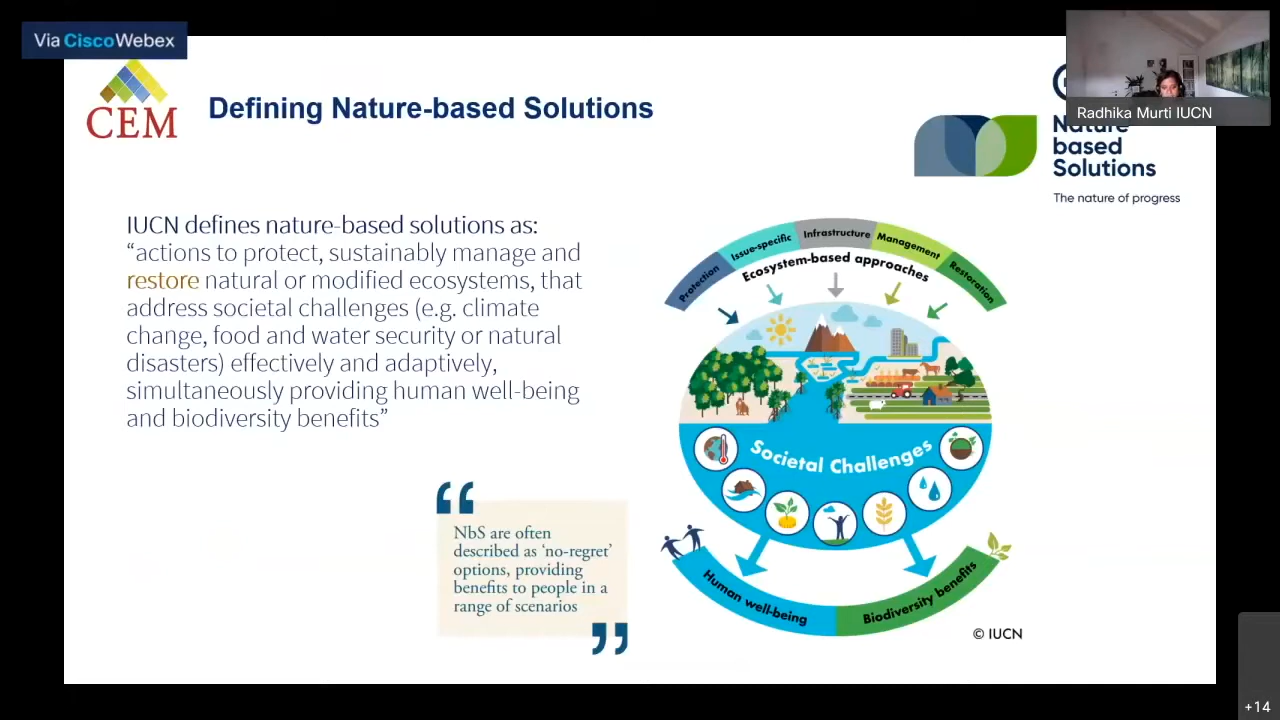 Via Cisco Webex
CEM
Defining Nature-based Solutions
Radhika Murti IUCN
Nature
based
Solutions
The nature of progress
IUCN defines nature-based solutions as:
“actions to protect, sustainably manage and
restore natural or modified ecosystems, that
address societal challenges (e.g. climate
change, food and water security or natural
disasters) effectively and adaptively,
simultaneously providing human well-being
and biodiversity benefits”
“
NbS are often
described as ‘no-regret’
options, providing
benefits to people in a
range of scenarios
”
Protection
Issue-specific
Infrastructure
Management
Restoration
Ecosystem-based approaches
Societal Challenges
Human well-being
Biodiversity benefits
© IUCN
+14